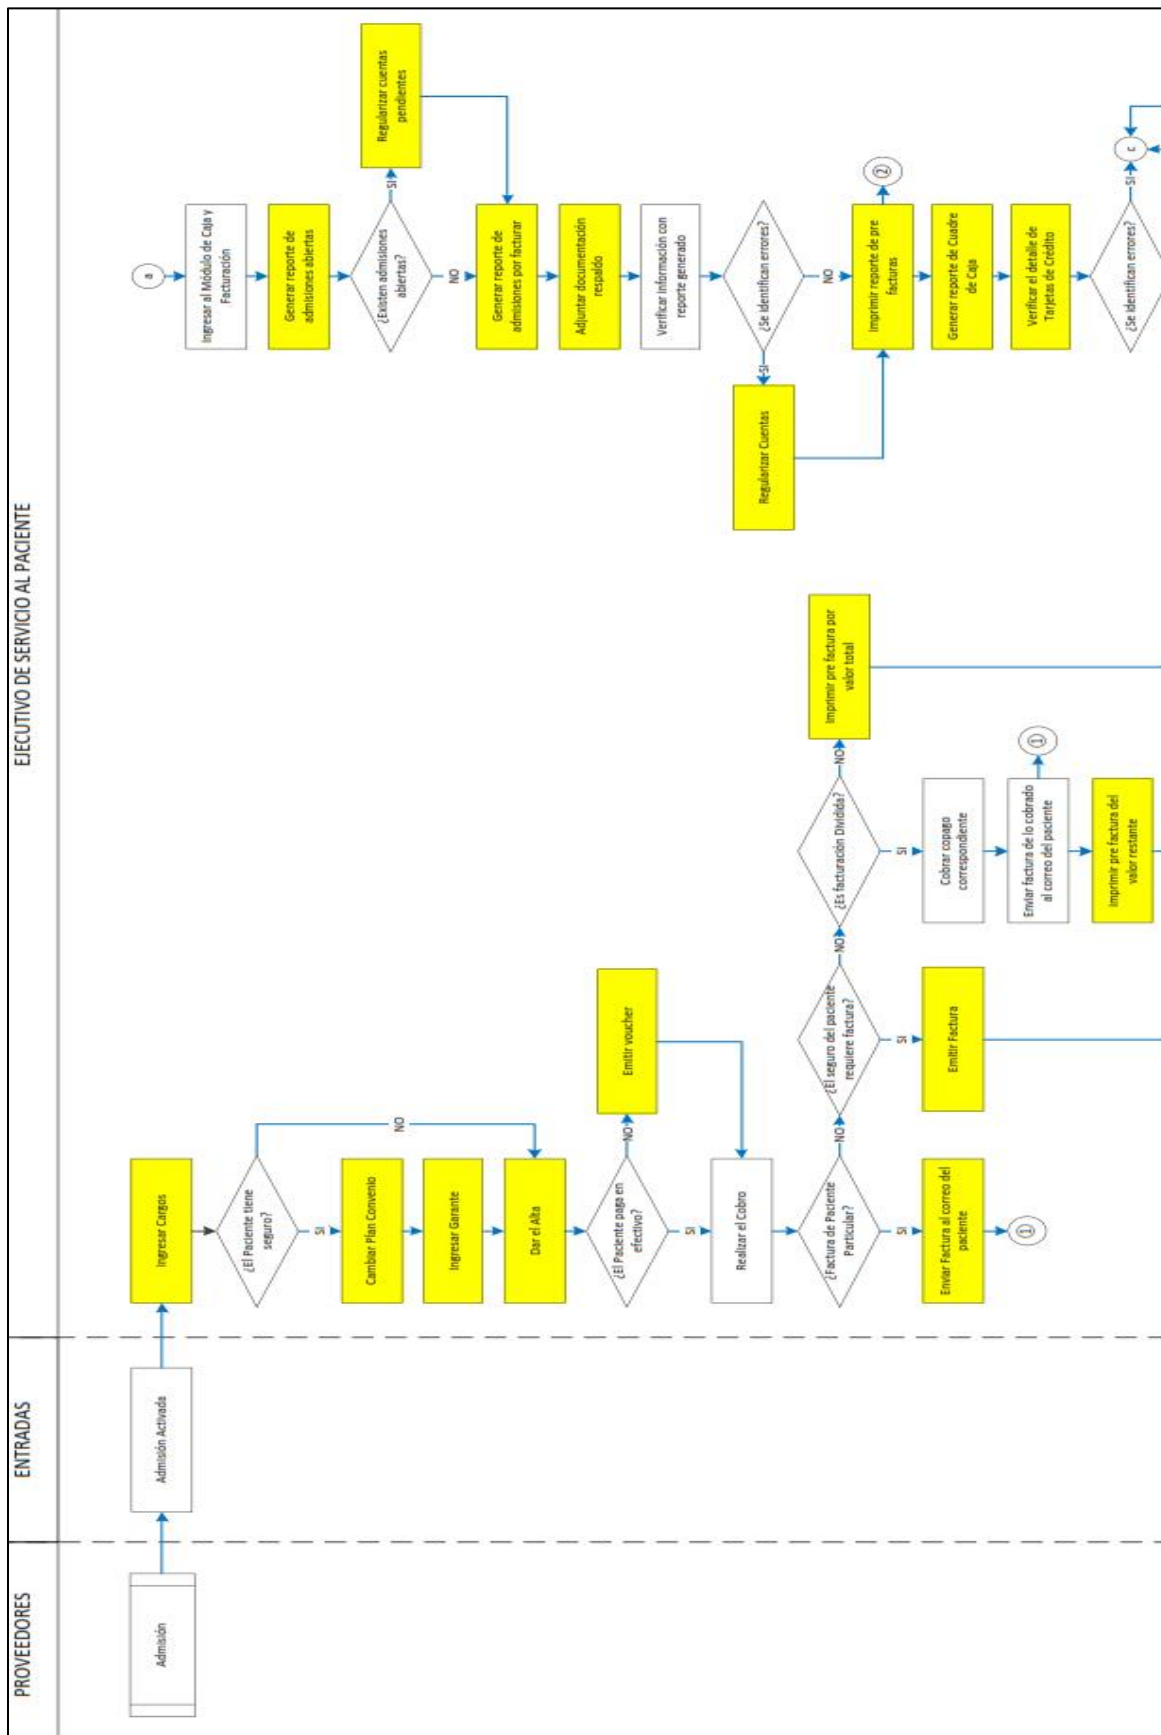 PROVEEDORES
ENTRADAS
EJECUTIVO DE SERVICIO AL PACIENTE
Admisión
Admisión Activada
Ingresar Cargos
¿El Paciente tiene
seguro?
NO
SI
Cambiar Plan Convenio
Ingresar Garante
Dar el Alta
¿El Paciente paga en
efectivo?
NO
Emitir voucher
SI
Realizar el Cobro
¿Factura de Paciente
Particular?
NO
¿El seguro del paciente
requiere factura?
NO
¿Es facturación Dividida?
NO
Imprimir pre factura por
valor total
SI
Enviar Factura al correo del
paciente
①
SI
Emitir Factura
SI
Cobrar copago
correspondiente
Enviar factura de lo cobrado
al correo del paciente
①
Imprimir pre factura del
valor restante
a
Ingresar al Módulo de Caja y
Facturación
Generar reporte de
admisiones abiertas
¿Existen admisiones
abiertas?
SI
Regularizar cuentas
pendientes
NO
Generar reporte de
admisiones por facturar
Adjuntar documentación
respaldo
Verificar Información con
reporte generado
¿Se identifican errores?
SI
Regularizar Cuentas
NO
Imprimir reporte de pre
facturas
②
Generar reporte de Cuadre
de Caja
Verificar el detalle de
Tarjetas de Crédito
¿Se identifican errores?
SI
c